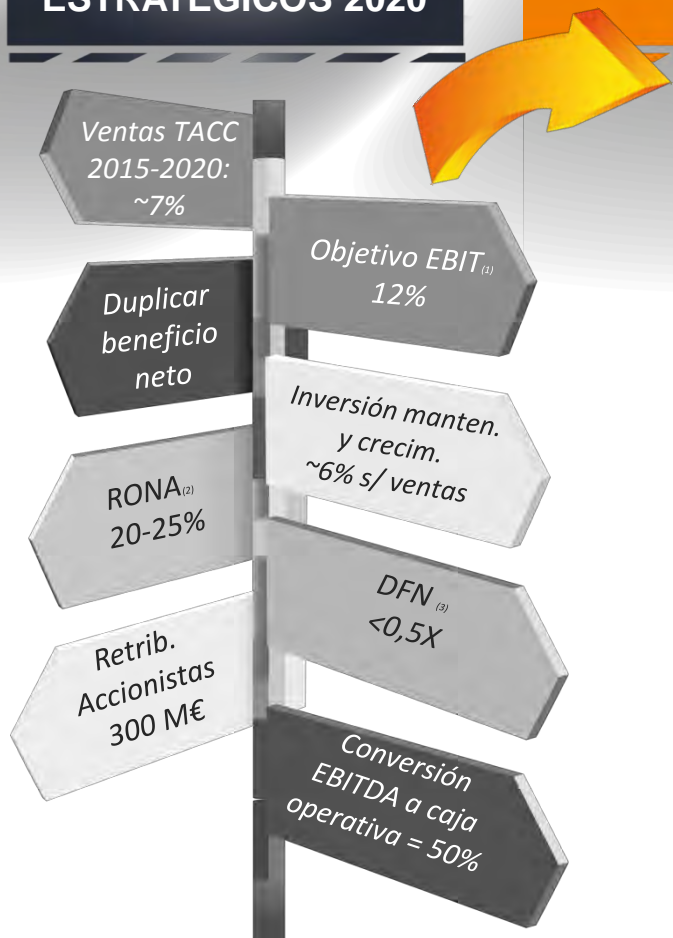 ESTRATÉGICOS 2020
Ventas TACC
2015-2020:
~7%
Objetivo EBIT(1)
12%
Duplicar
beneficio
neto
Inversión manten.
y crecim.
~6% s/ ventas
RONA(2)
20-25%
DFN (3)
<0,5X
Retrib.
Accionistas
300 M€
Conversión
EBITDA a caja
operativa = 50%